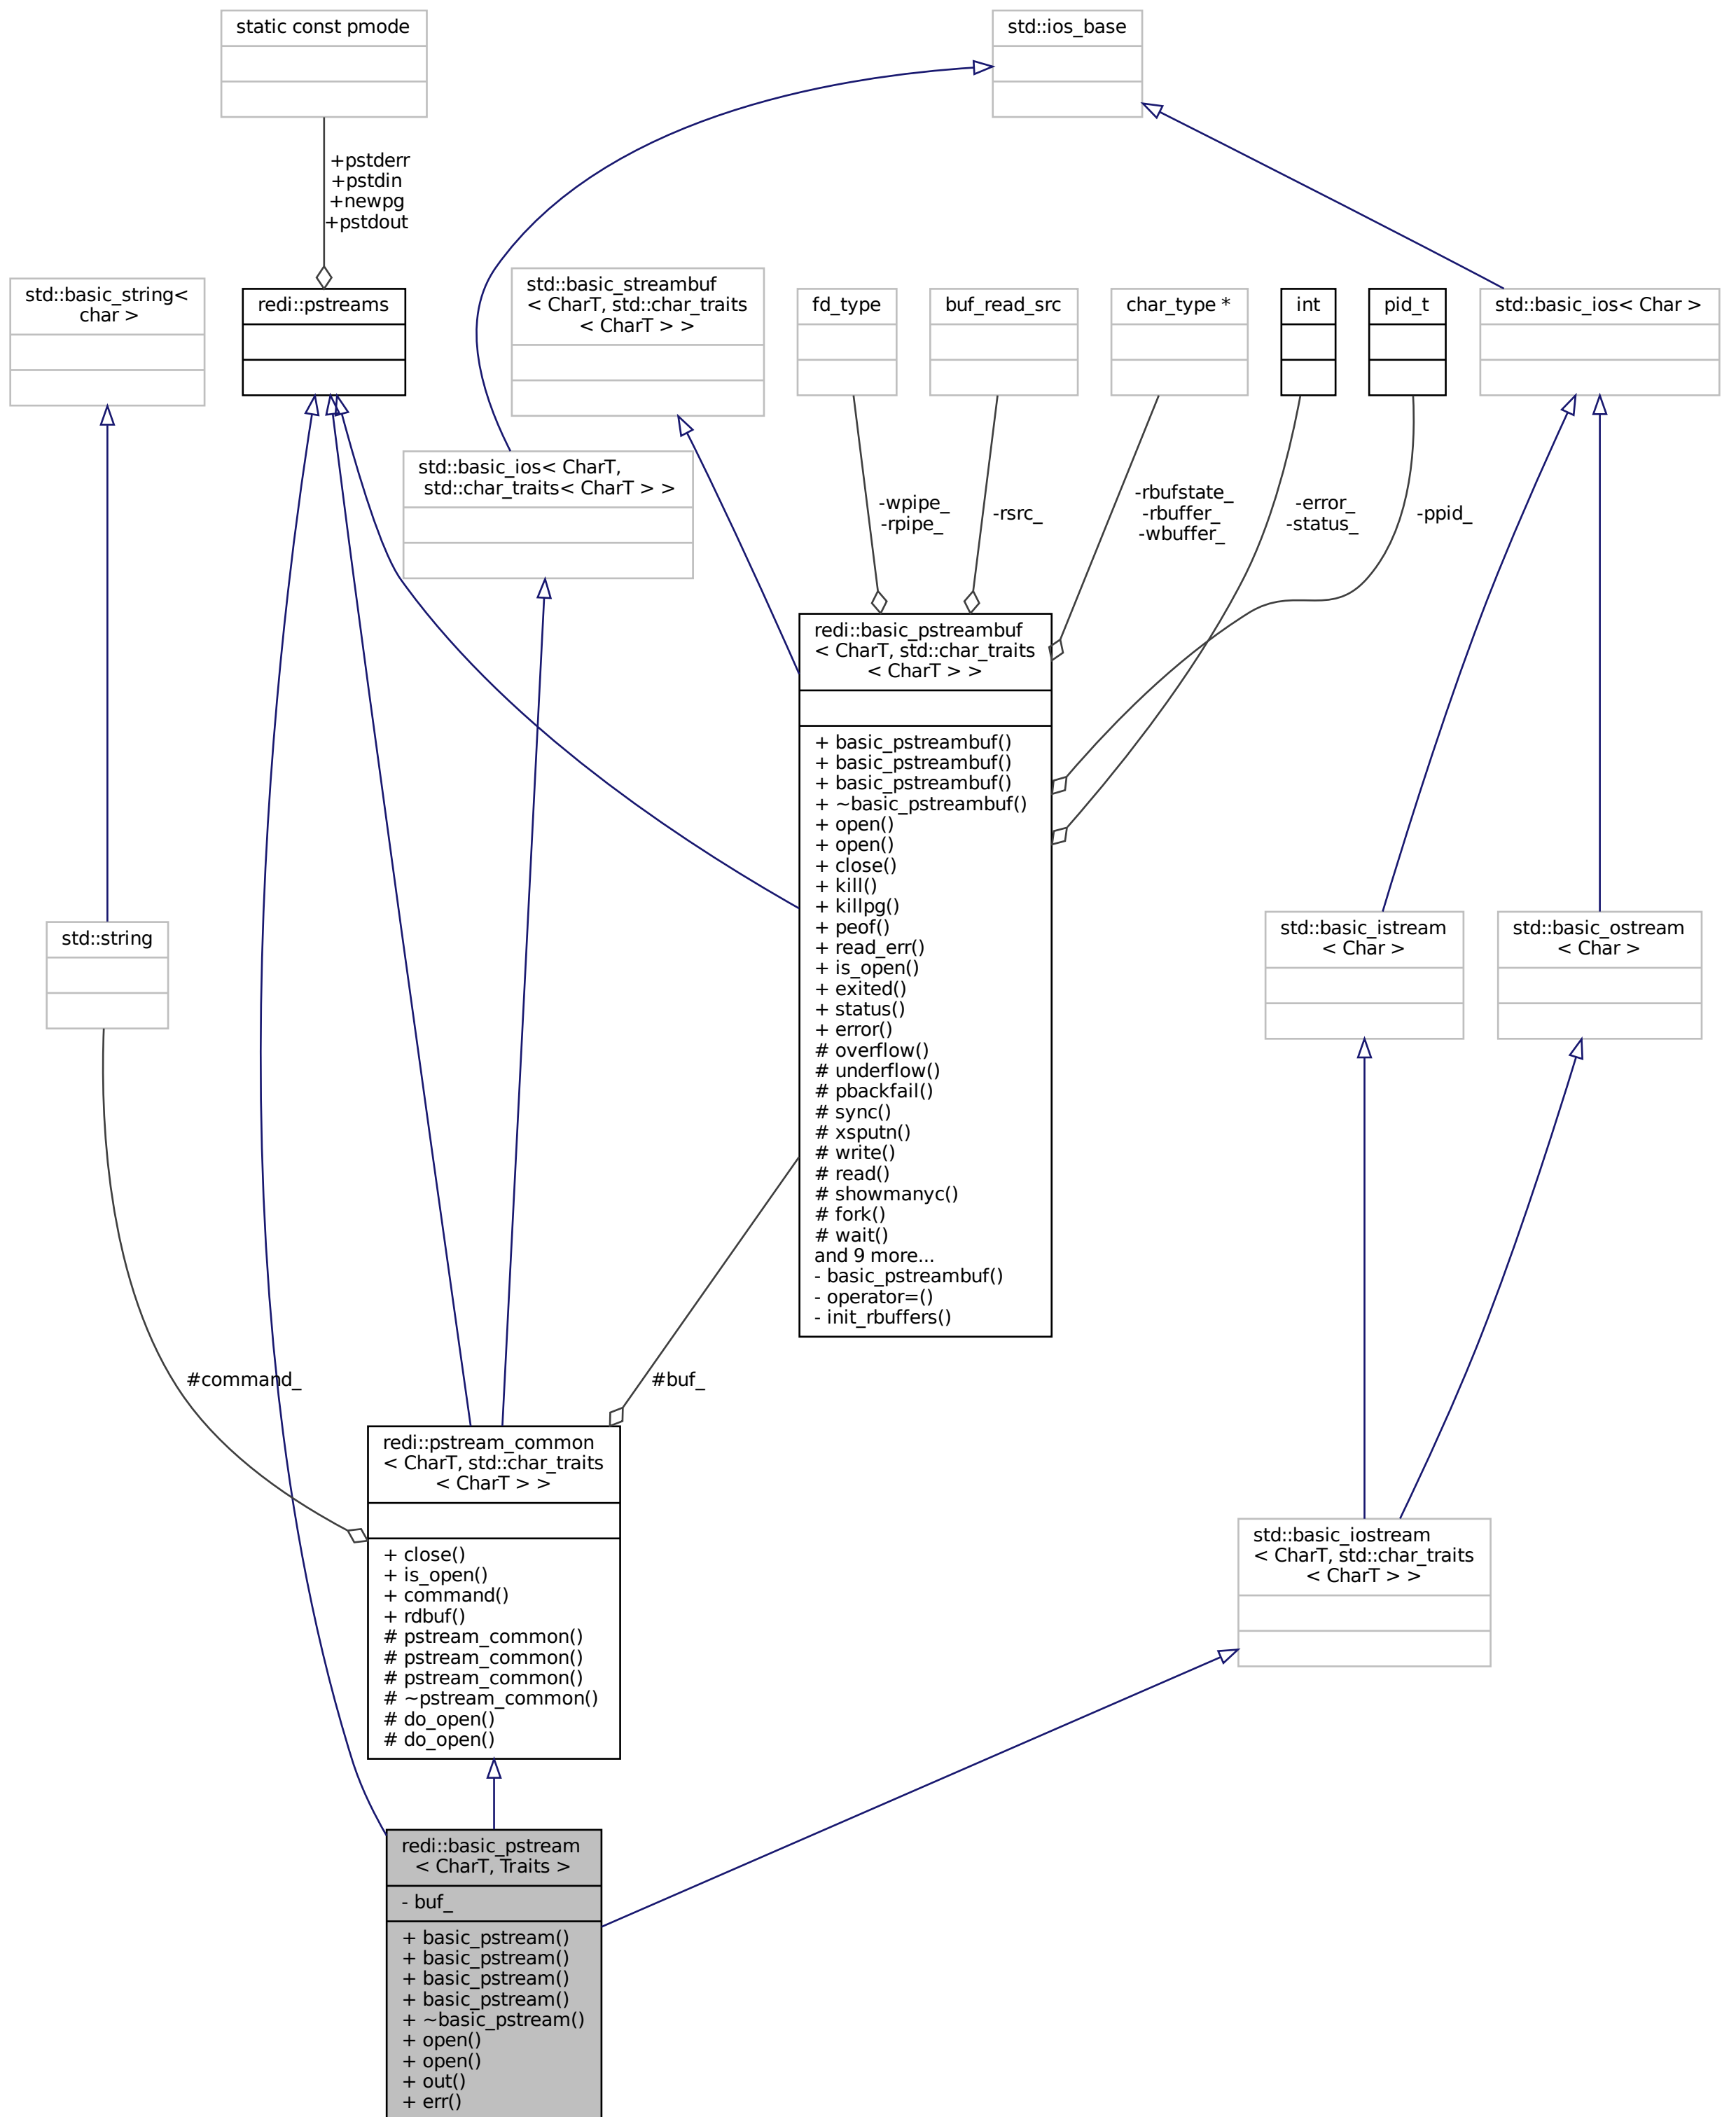 static const pmode
std::ios_base
+pstderr
+pstdin
+newpg
+pstdout
std::basic_string<
char >
redi::pstreams
std::basic_streambuf
< CharT, std::char_traits
< CharT > >
fd_type
buf_read_src
char_type *
int
pid_t
std::basic_ios< Char >
std::basic_ios< CharT,
std::char_traits< CharT > >
-wpipe_
-rpipe_
-rsrc_
-rbufstate_
-rbuffer_
-wbuffer_
-error_
-status_
-ppid_
redi::basic_pstreambuf
< CharT, std::char_traits
< CharT > >
+ basic_pstreambuf()
+ basic_pstreambuf()
+ basic_pstreambuf()
+ ~basic_pstreambuf()
+ open()
+ open()
+ close()
+ kill()
+ killpg()
+ peof()
+ read_err()
+ is_open()
+ exited()
+ status()
+ error()
# overflow()
# underflow()
# pbackfail()
# sync()
# xsputn()
# write()
# read()
# showmanyc()
# fork()
# wait()
and 9 more...
- basic_pstreambuf()
- operator=()
- init_rbuffers()
std::string
std::basic_istream
< Char >
std::basic_ostream
< Char >
#command_
#buf_
redi::pstream_common
< CharT, std::char_traits
< CharT > >
+ close()
+ is_open()
+ command()
+ rdbuf()
# pstream_common()
# pstream_common()
# pstream_common()
# ~pstream_common()
# do_open()
# do_open()
std::basic_iostream
< CharT, std::char_traits
< CharT > >
redi::basic_pstream
< CharT, Traits >
- buf_
+ basic_pstream()
+ basic_pstream()
+ basic_pstream()
+ basic_pstream()
+ ~basic_pstream()
+ open()
+ open()
+ out()
+ err()